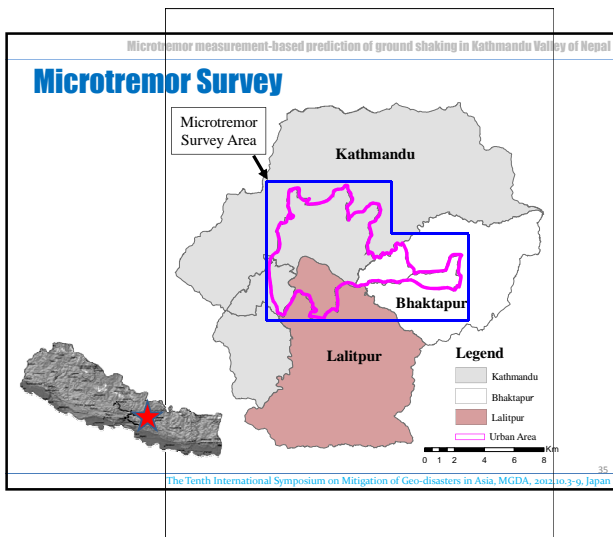 Microtremor measurement-based prediction of ground shaking in Kathmandu Valley of Nepal
Microtremor Survey
Microtremor
Survey Area
Kathmandu
Bhaktapur
Lalitpur
Legend
Kathmandu
Bhaktapur
Lalitpur
Urban Area
Km
0 1 2 4 6 8
35
The Tenth International Symposium on Mitigation of Geo-disasters in Asia, MGDA, 2012.10.3-9, Japan